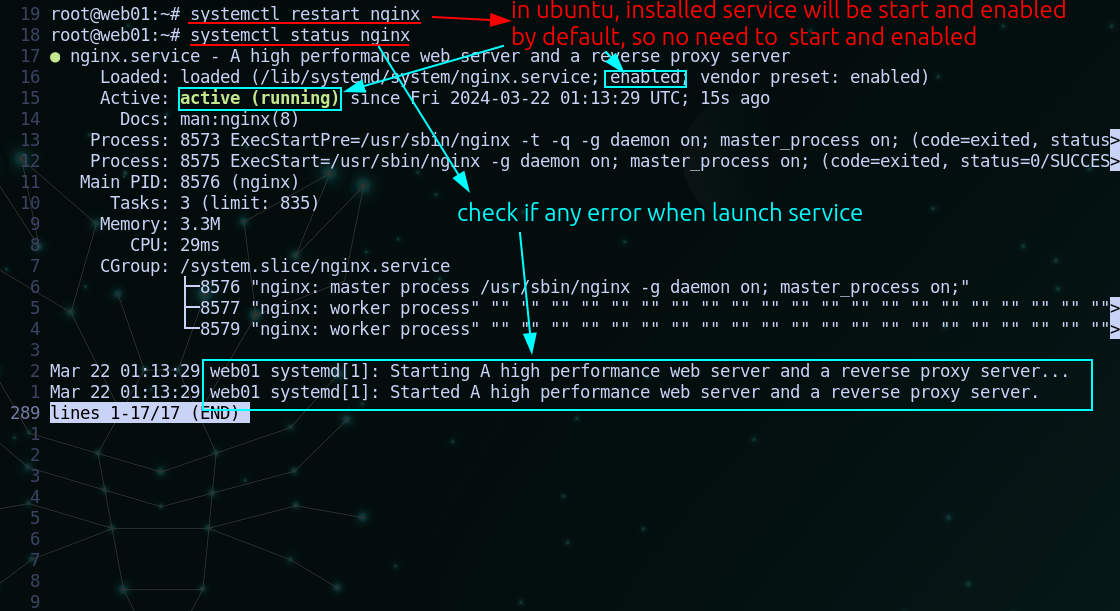 19 root@web01:~# systemctl restart nginx
in ubuntu, installed service will be start and enabled
by default, so no need to start and enabled
18 root@web01:~# systemctl status nginx
17 ● nginx.service - A high performance web server and a reverse proxy server
16 Loaded: loaded (/lib/systemd/system/nginx.service; enabled; vendor preset: enabled)
15 Active: active (running) since Fri 2024-03-22 01:13:29 UTC; 15s ago
14 Docs: man:nginx(8)
13 Process: 8573 ExecStartPre=/usr/sbin/nginx -t -q -g daemon on; master_process on; (code=exited, status>
12 Process: 8575 ExecStart=/usr/sbin/nginx -g daemon on; master_process on; (code=exited, status=0/SUCCES>
11 Main PID: 8576 (nginx)
10 Tasks: 3 (limit: 835)
9 Memory: 3.3M
check if any error when launch service
8 CPU: 29ms
7 CGroup: /system.slice/nginx.service
6 ├─8576 "nginx: master process /usr/sbin/nginx -g daemon on; master_process on;"
5 ├─8577 "nginx: worker process" "" "" "" "" "" "" "" "" "" "" "" "" "" "" "" "" "" "" "" "" "">
4 └─8579 "nginx: worker process" "" "" "" "" "" "" "" "" "" "" "" "" "" "" "" "" "" "" "" "" "">
3
2 Mar 22 01:13:29 web01 systemd[1]: Starting A high performance web server and a reverse proxy server...
1 Mar 22 01:13:29 web01 systemd[1]: Started A high performance web server and a reverse proxy server.
289 lines 1-17/17 (END)
1
2
3
4
5
6
7
8
9